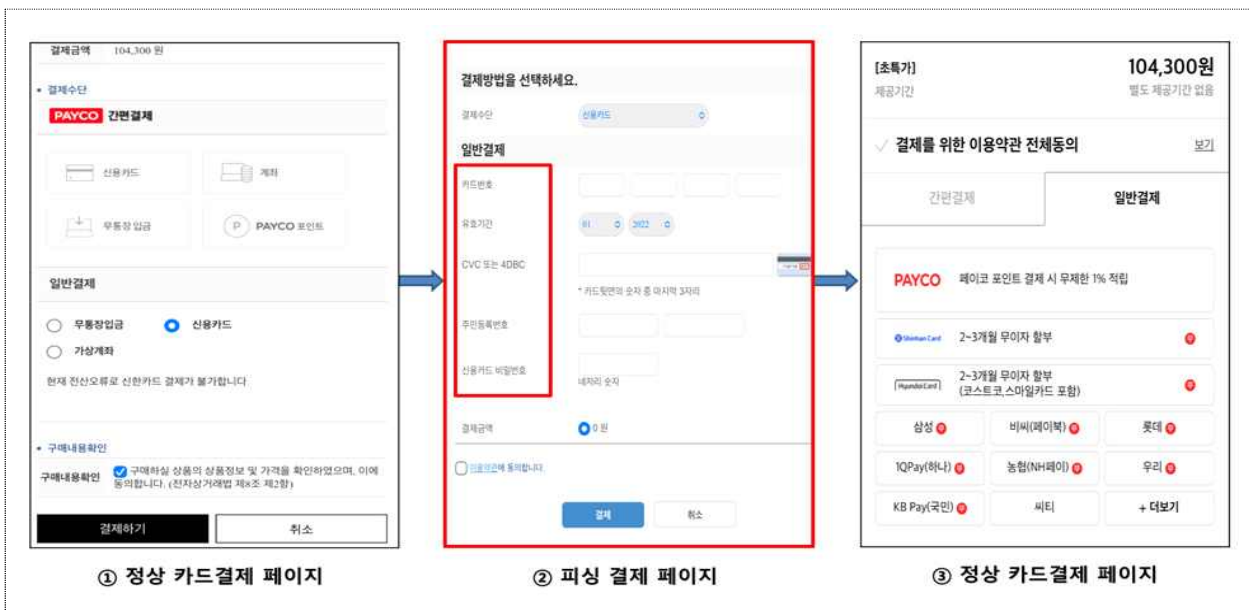 결제금액 104,300 원
• 결제수단
PAYCO 간편결제
신용카드
계좌
무통장 입금
P PAYCO 포인트
일반결제
무통장입금
신용카드
가상계좌
현재 전산오류로 신한카드 결제가 불가합니다
• 구매내용확인
구매내용확인
구매하실 상품의 상품정보 및 가격을 확인하였으며, 이에
동의합니다. (전자상거래법 제8조 제2항)
결제하기
취소
① 정상 카드결제 페이지
결제방법을 선택하세요.
결제수단
신용카드
일반결제
카드번호
유효기간
01
2022
CVC 또는 4DBC
* 카드뒷면의 숫자 중 마지막 3자리
주민등록번호
신용카드 비밀번호
네자리 숫자
결제금액
0 원
이용약관에 동의합니다.
결제
취소
② 피싱 결제 페이지
[초특가]
104,300원
제공기간
별도 제공기간 없음
결제를 위한 이용약관 전체동의
보기
간편결제
일반결제
PAYCO 페이코 포인트 결제 시 무제한 1% 적립
Shinhan Card 2~3개월 무이자 할부
HyundaiCard 2~3개월 무이자 할부
(코스트코,스마일카드 포함)
삼성
비씨(페이북)
롯데
1QPay(하나)
농협(NH페이)
우리
KB Pay(국민)
씨티
+ 더보기
③ 정상 카드결제 페이지